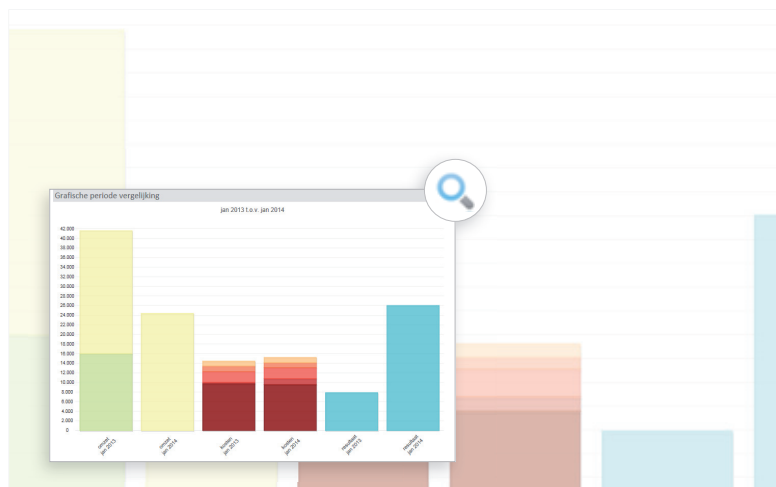 Grafische periode vergelijking
jan 2013 t.o.v. jan 2014
42.000
40.000
38.000
36.000
34.000
32.000
30.000
28.000
26.000
24.000
22.000
20.000
18.000
16.000
14.000
12.000
10.000
8.000
6.000
4.000
2.000
0
omzet
jan 2013
omzet
jan 2014
kosten
jan 2013
kosten
jan 2014
resultaat
jan 2013
resultaat
jan 2014